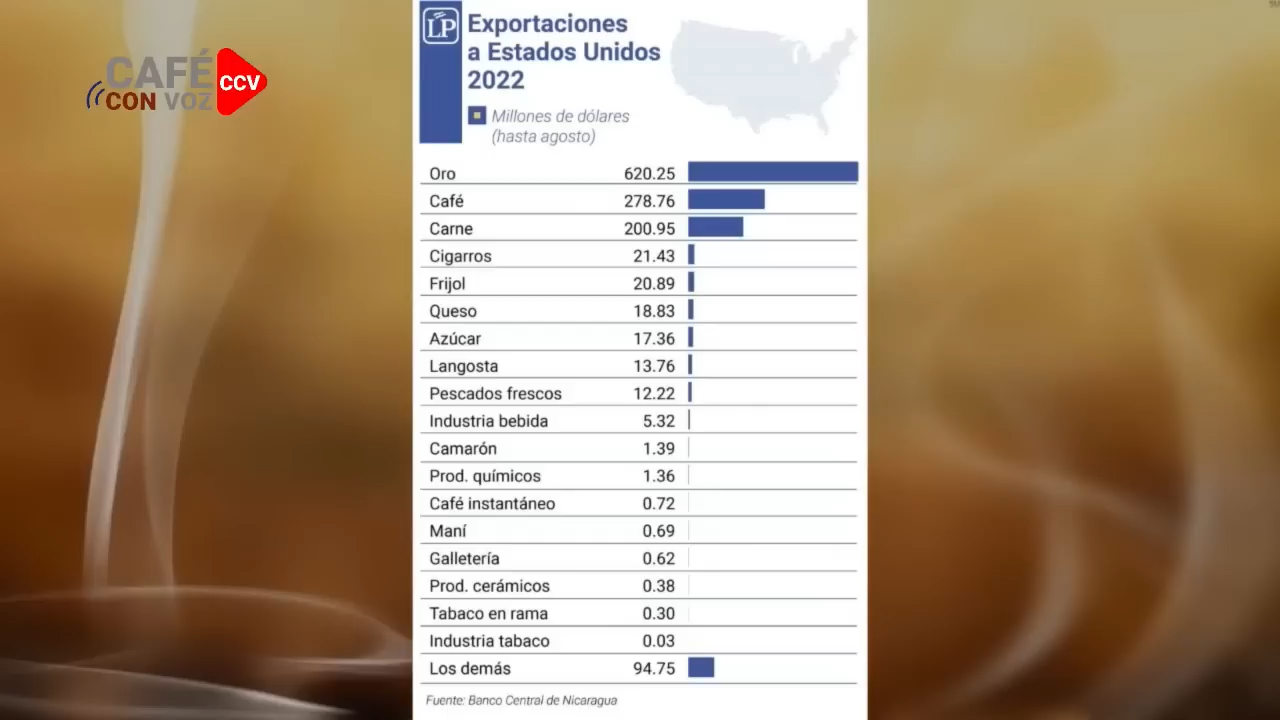 CAFÉ
CON VOZ
CCV
LP
Exportaciones
a Estados Unidos
2022
Millones de dólares
(hasta agosto)
Oro 620.25
Café 278.76
Carne 200.95
Cigarros 21.43
Frijol 20.89
Queso 18.83
Azúcar 17.36
Langosta 13.76
Pescados frescos 12.22
Industria bebida 5.32
Camarón 1.39
Prod. químicos 1.36
Café instantáneo 0.72
Maní 0.69
Galletería 0.62
Prod. cerámicos 0.38
Tabaco en rama 0.30
Industria tabaco 0.03
Los demás 94.75
Fuente: Banco Central de Nicaragua